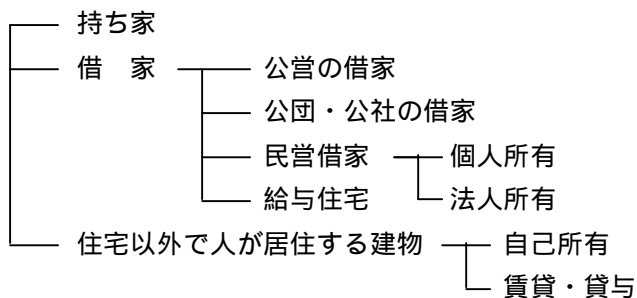 持ち家
借　家　公営の借家
公団・公社の借家
民営借家　個人所有
給与住宅　法人所有
住宅以外で人が居住する建物　自己所有
賃貸・貸与